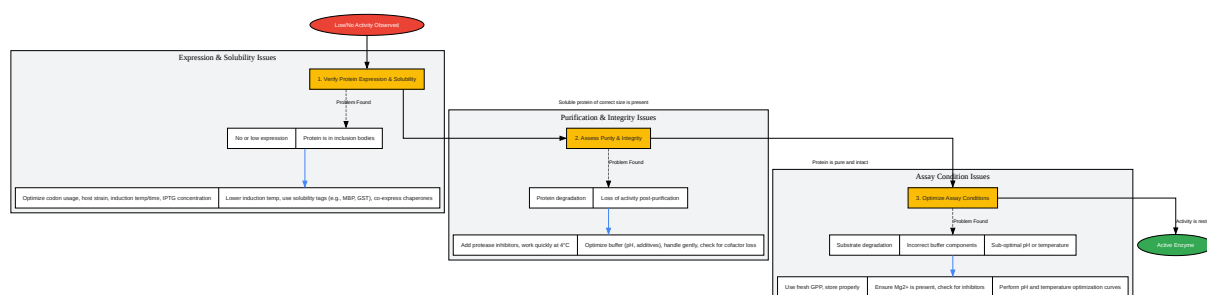 Low/No Activity Observed
Expression & Solubility Issues
1. Verify Protein Expression & Solubility
Problem Found
No or low expression
Protein is in inclusion bodies
Optimize codon usage, host strain, induction temp/time, IPTG concentration
Lower induction temp, use solubility tags (e.g., MBP, GST), co-express chaperones
Soluble protein of correct size is present
Purification & Integrity Issues
2. Assess Purity & Integrity
Problem Found
Protein degradation
Loss of activity post-purification
Add protease inhibitors, work quickly at 4°C
Optimize buffer (pH, additives), handle gently, check for cofactor loss
Protein is pure and intact
Assay Condition Issues
3. Optimize Assay Conditions
Problem Found
Substrate degradation
Incorrect buffer components
Sub-optimal pH or temperature
Use fresh GPP, store properly
Ensure Mg2+ is present, check for inhibitors
Perform pH and temperature optimization curves
Activity is
Active Enzyme